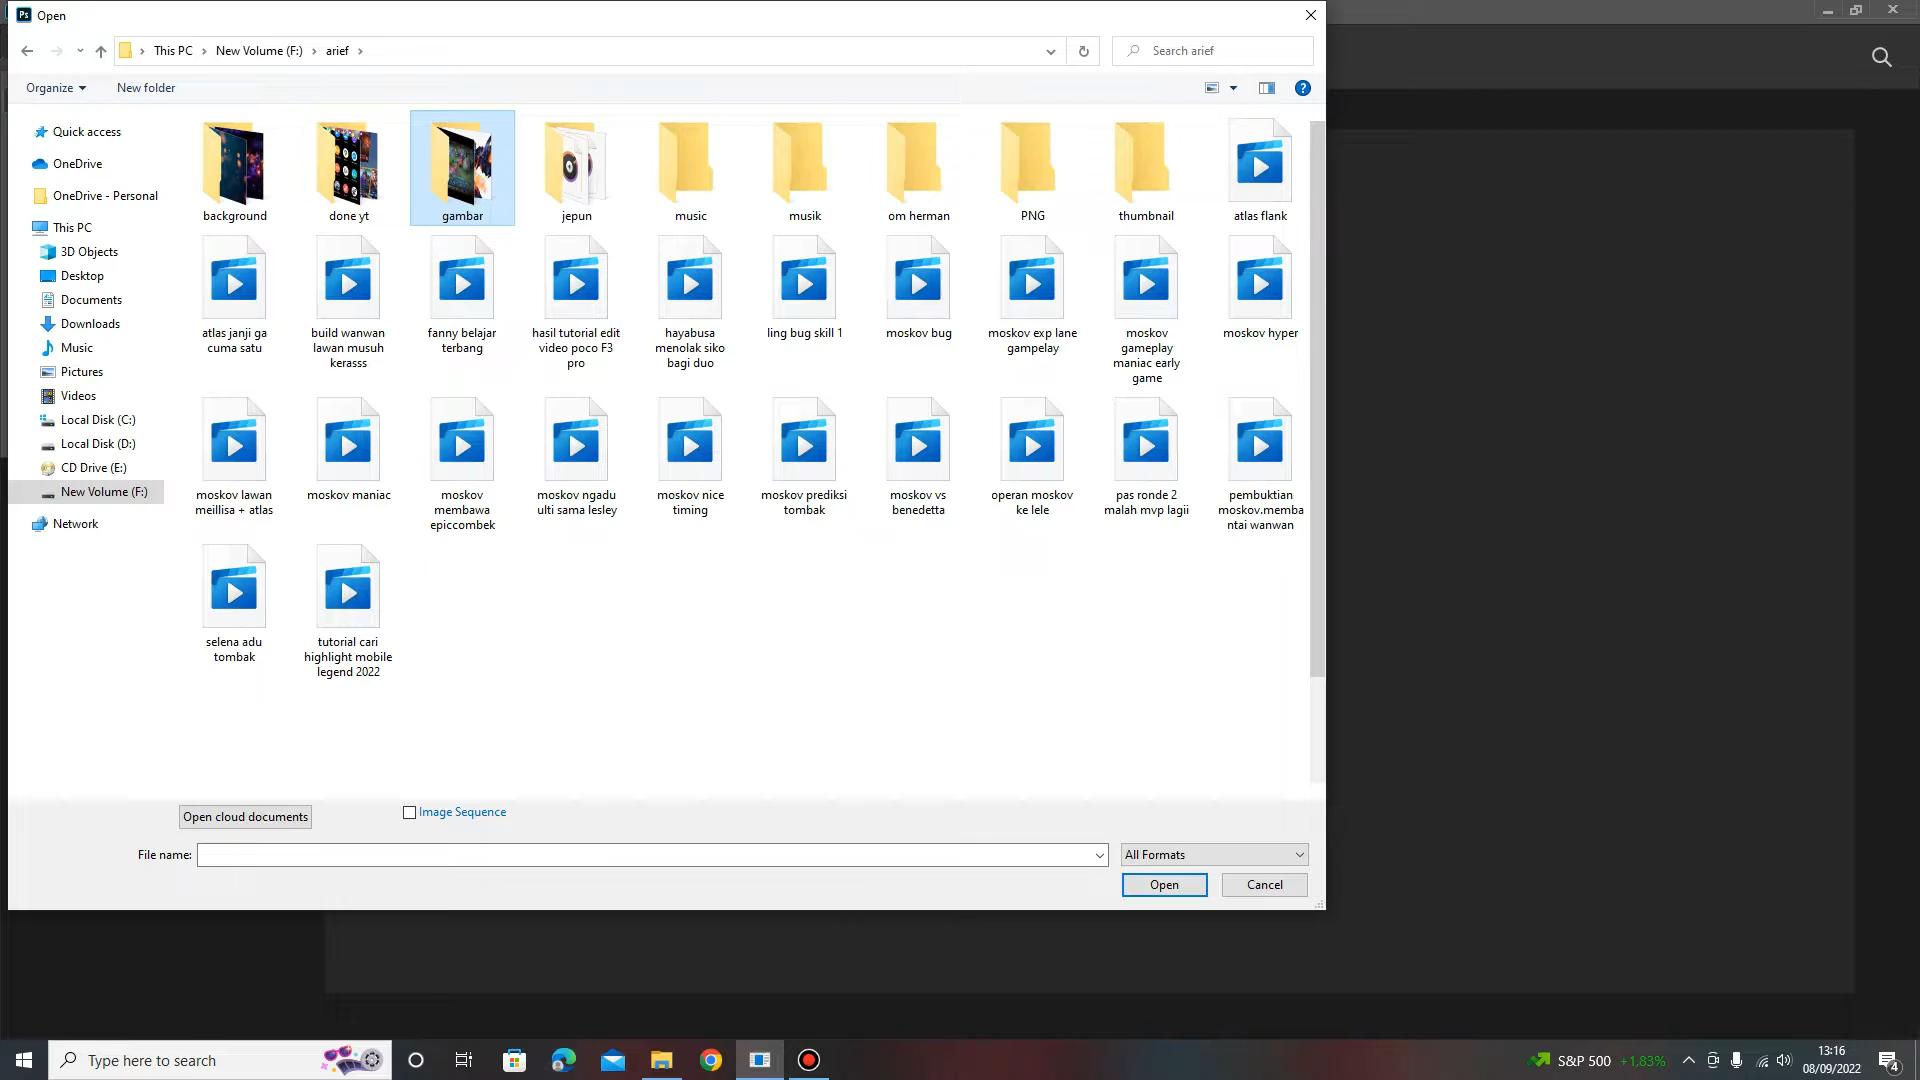 Ps Open
This PC > New Volume (F:) > arief >
Search arief
Organize
New folder
?
Quick access
OneDrive
OneDrive - Personal
This PC
3D Objects
Desktop
Documents
Downloads
Music
Pictures
Videos
Local Disk (C:)
Local Disk (D:)
CD Drive (E:)
New Volume (F:)
Network
background
done yt
gambar
jepun
music
musik
om herman
PNG
thumbnail
atlas flank
atlas janji ga
cuma satu
build wanwan
lawan musuh
kerasss
fanny belajar
terbang
hasil tutorial edit
video poco F3
pro
hayabusa
menolak siko
bagi duo
ling bug skill 1
moskov bug
moskov exp lane
gampelay
moskov
gameplay
maniac early
game
moskov hyper
moskov lawan
meillisa + atlas
moskov maniac
moskov
membawa
epiccombek
moskov ngadu
ulti sama lesley
moskov nice
timing
moskov prediksi
tombak
moskov vs
benedetta
operan moskov
ke lele
pas ronde 2
malah mvp lagii
pembuktian
moskov.memba
ntai wanwan
selena adu
tombak
tutorial cari
highlight mobile
legend 2022
Open cloud documents
Image Sequence
File name:
All Formats
Open
Cancel
Type here to search
S&P 500 +1,83%
13:16
08/09/2022
4